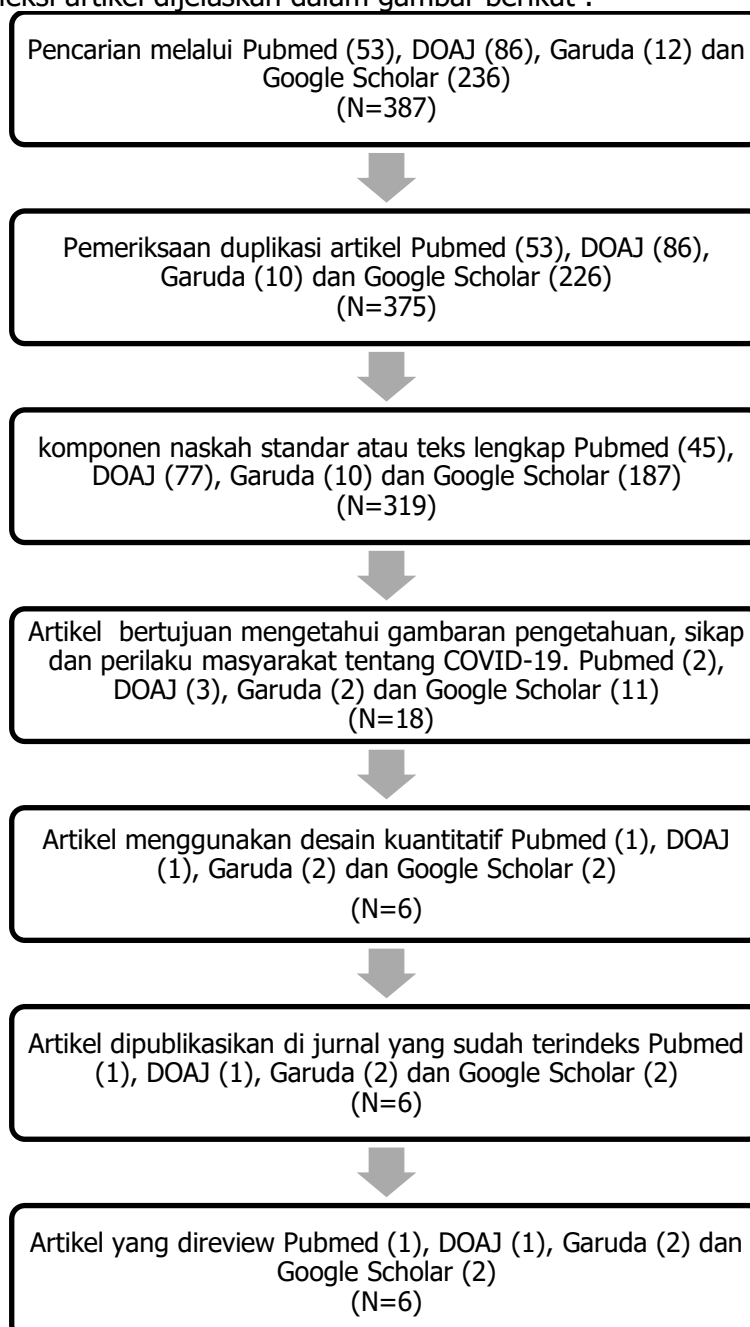 artikel dijelaskan dalam gambar berikut :
Pencarian melalui Pubmed (53), DOAJ (86), Garuda (12) dan
Google Scholar (236)
(N=387)
Pemeriksaan duplikasi artikel Pubmed (53), DOAJ (86),
Garuda (10) dan Google Scholar (226)
(N=375)
komponen naskah standar atau teks lengkap Pubmed (45),
DOAJ (77), Garuda (10) dan Google Scholar (187)
(N=319)
Artikel bertujuan mengetahui gambaran pengetahuan, sikap
dan perilaku masyarakat tentang COVID-19. Pubmed (2),
DOAJ (3), Garuda (2) dan Google Scholar (11)
(N=18)
Artikel menggunakan desain kuantitatif Pubmed (1), DOAJ
(1), Garuda (2) dan Google Scholar (2)
(N=6)
Artikel dipublikasikan di jurnal yang sudah terindeks Pubmed
(1), DOAJ (1), Garuda (2) dan Google Scholar (2)
(N=6)
Artikel yang direview Pubmed (1), DOAJ (1), Garuda (2) dan
Google Scholar (2)
(N=6)